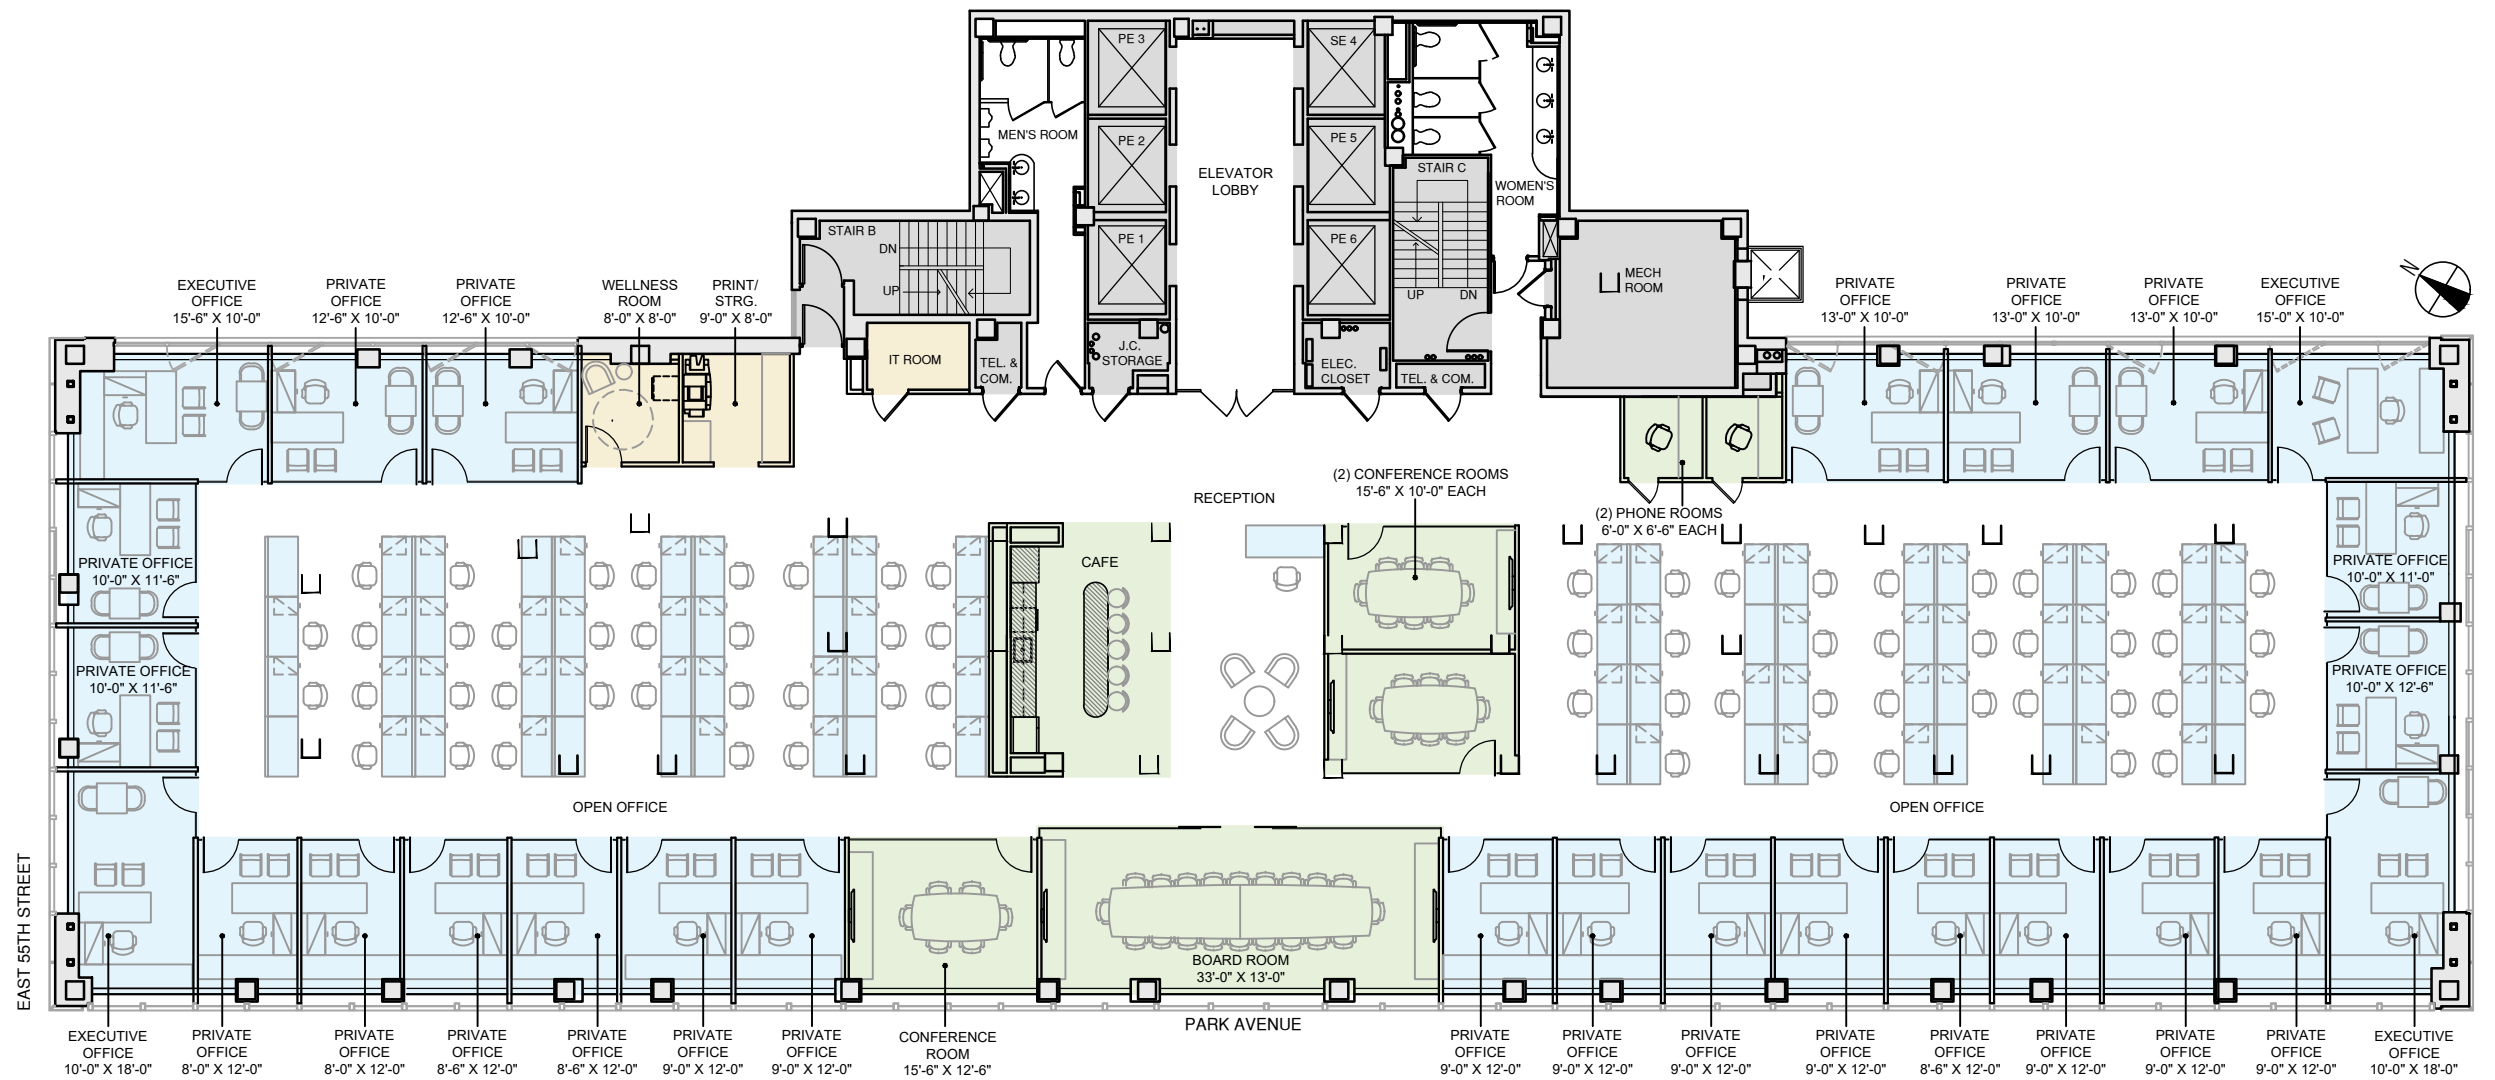 PE 3
SE 4
MEN'S ROOM
PE 2
PE 5
ELEVATOR
LOBBY
STAIR C
WOMEN'S
ROOM
STAIR B
DN
UP
PE 1
PE 6
UP
DN
MECH
ROOM
N
EXECUTIVE
OFFICE
15'-6" X 10'-0"
PRIVATE
OFFICE
12'-6" X 10'-0"
PRIVATE
OFFICE
12'-6" X 10'-0"
WELLNESS
ROOM
8'-0" X 8'-0"
PRINT/
STRG.
9'-0" X 8'-0"
PRIVATE
OFFICE
13'-0" X 10'-0"
PRIVATE
OFFICE
13'-0" X 10'-0"
PRIVATE
OFFICE
13'-0" X 10'-0"
EXECUTIVE
OFFICE
15'-0" X 10'-0"
IT ROOM
TEL. &
COM.
J.C.
STORAGE
ELEC.
CLOSET
TEL. & COM.
RECEPTION
(2) CONFERENCE ROOMS
15'-6" X 10'-0" EACH
(2) PHONE ROOMS
6'-0" X 6'-6" EACH
PRIVATE OFFICE
10'-0" X 11'-6"
CAFE
PRIVATE OFFICE
10'-0" X 11'-0"
PRIVATE OFFICE
10'-0" X 11'-6"
PRIVATE OFFICE
10'-0" X 12'-6"
OPEN OFFICE
OPEN OFFICE
EAST 55TH STREET
BOARD ROOM
33'-0" X 13'-0"
PARK AVENUE
EXECUTIVE
OFFICE
10'-0" X 18'-0"
PRIVATE
OFFICE
8'-0" X 12'-0"
PRIVATE
OFFICE
8'-0" X 12'-0"
PRIVATE
OFFICE
8'-6" X 12'-0"
PRIVATE
OFFICE
8'-6" X 12'-0"
PRIVATE
OFFICE
9'-0" X 12'-0"
PRIVATE
OFFICE
9'-0" X 12'-0"
CONFERENCE
ROOM
15'-6" X 12'-6"
PRIVATE
OFFICE
9'-0" X 12'-0"
PRIVATE
OFFICE
9'-0" X 12'-0"
PRIVATE
OFFICE
9'-0" X 12'-0"
PRIVATE
OFFICE
9'-0" X 12'-0"
PRIVATE
OFFICE
8'-6" X 12'-0"
PRIVATE
OFFICE
9'-0" X 12'-0"
PRIVATE
OFFICE
9'-0" X 12'-0"
PRIVATE
OFFICE
9'-0" X 12'-0"
EXECUTIVE
OFFICE
10'-0" X 18'-0"